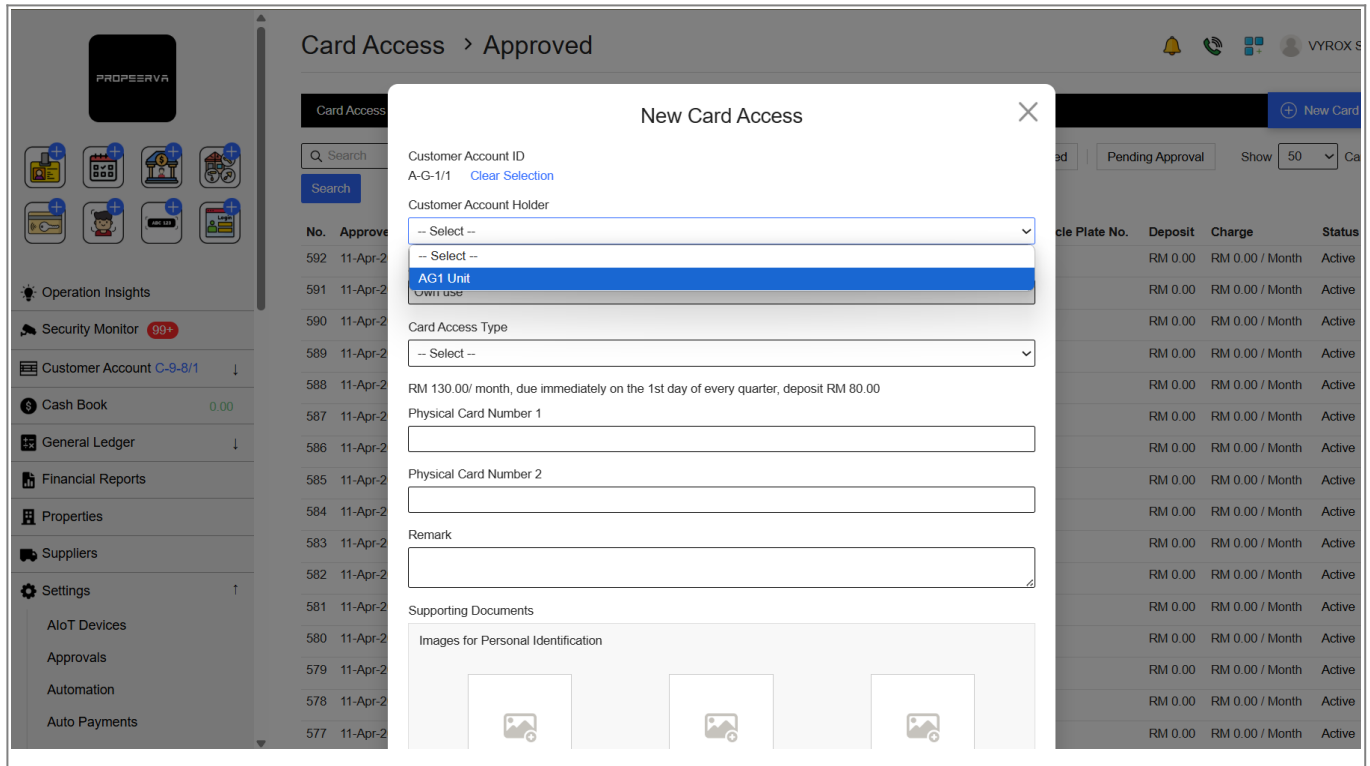 PROPEERVA
Operation Insights
Security Monitor 99+
Customer Account C-9-8/1 ↓
Cash Book 0.00
General Ledger ↓
Financial Reports
Properties
Suppliers
Settings ↑
AIoT Devices
Approvals
Automation
Auto Payments
Card Access > Approved
VYROX S
Card Access
New Card
Search
Search
ed
Pending Approval
Show 50 Ca
No. Approve
cle Plate No. Deposit Charge Status
592 11-Apr-2 RM 0.00 RM 0.00 / Month Active
591 11-Apr-2 RM 0.00 RM 0.00 / Month Active
590 11-Apr-2 RM 0.00 RM 0.00 / Month Active
589 11-Apr-2 RM 0.00 RM 0.00 / Month Active
588 11-Apr-2 RM 0.00 RM 0.00 / Month Active
587 11-Apr-2 RM 0.00 RM 0.00 / Month Active
586 11-Apr-2 RM 0.00 RM 0.00 / Month Active
585 11-Apr-2 RM 0.00 RM 0.00 / Month Active
584 11-Apr-2 RM 0.00 RM 0.00 / Month Active
583 11-Apr-2 RM 0.00 RM 0.00 / Month Active
582 11-Apr-2 RM 0.00 RM 0.00 / Month Active
581 11-Apr-2 RM 0.00 RM 0.00 / Month Active
580 11-Apr-2 RM 0.00 RM 0.00 / Month Active
579 11-Apr-2 RM 0.00 RM 0.00 / Month Active
578 11-Apr-2 RM 0.00 RM 0.00 / Month Active
577 11-Apr-2 RM 0.00 RM 0.00 / Month Active
New Card Access
Customer Account ID
A-G-1/1 Clear Selection
Customer Account Holder
-- Select --
-- Select --
AG1 Unit
Own use
Card Access Type
-- Select --
RM 130.00/ month, due immediately on the 1st day of every quarter, deposit RM 80.00
Physical Card Number 1
Physical Card Number 2
Remark
Supporting Documents
Images for Personal Identification